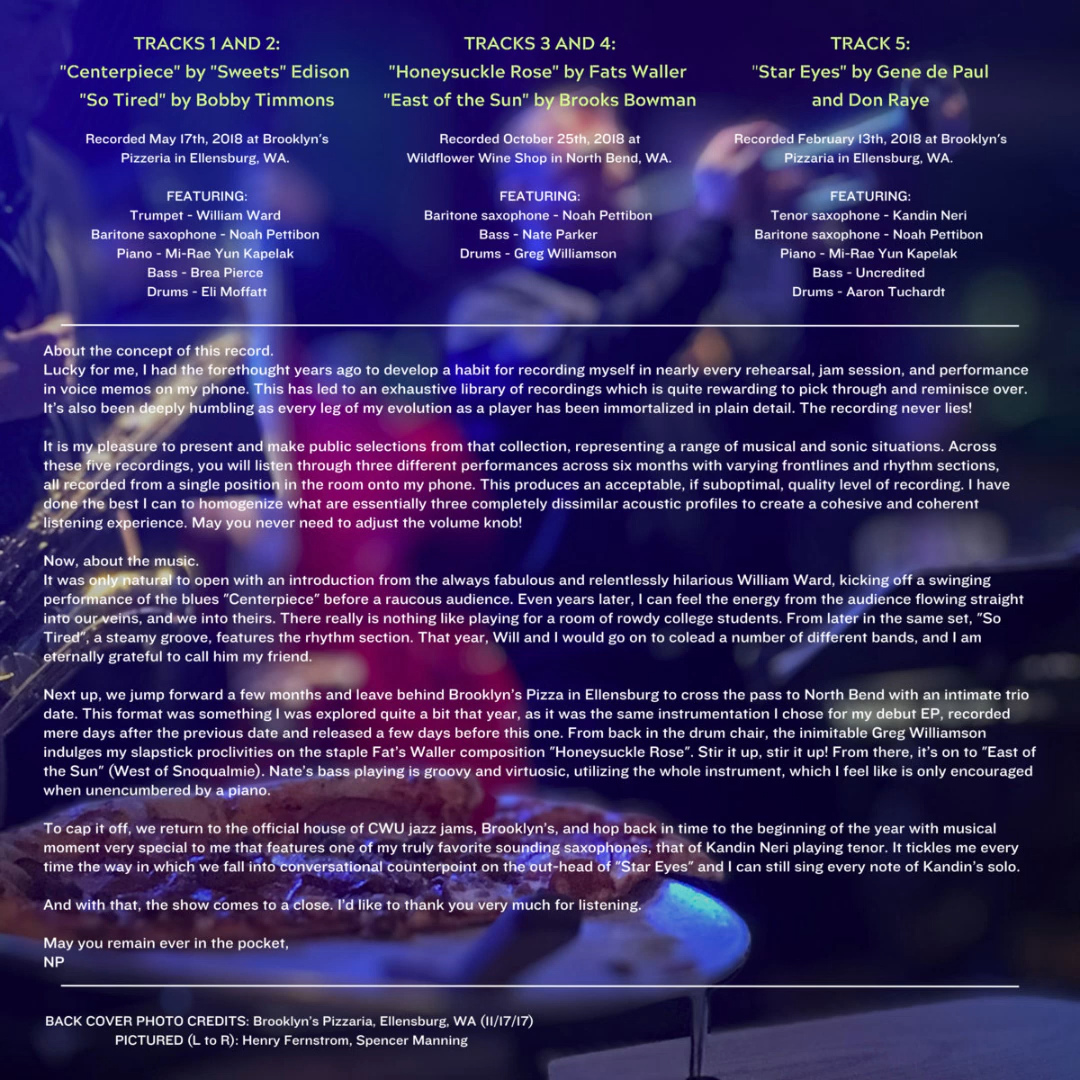 TRACKS 1 AND 2:
"Centerpiece" by "Sweets" Edison
"So Tired" by Bobby Timmons
Recorded May 17th, 2018 at Brooklyn's
Pizzeria in Ellensburg, WA.
FEATURING:
Trumpet - William Ward
Baritone saxophone - Noah Pettibon
Piano - Mi-Rae Yun Kapelak
Bass - Brea Pierce
Drums - Eli Moffatt
TRACKS 3 AND 4:
"Honeysuckle Rose" by Fats Waller
"East of the Sun" by Brooks Bowman
Recorded October 25th, 2018 at
Wildflower Wine Shop in North Bend, WA.
FEATURING:
Baritone saxophone - Noah Pettibon
Bass - Nate Parker
Drums - Greg Williamson
TRACK 5:
"Star Eyes" by Gene de Paul
and Don Raye
Recorded February 13th, 2018 at Brooklyn's
Pizzaria in Ellensburg, WA.
FEATURING:
Tenor saxophone - Kandin Neri
Baritone saxophone - Noah Pettibon
Piano - Mi-Rae Yun Kapelak
Bass - Uncredited
Drums - Aaron Tuchardt
About the concept of this record.
Lucky for me, I had the forethought years ago to develop a habit for recording myself in nearly every rehearsal, jam session, and performance
in voice memos on my phone. This has led to an exhaustive library of recordings which is quite rewarding to pick through and reminisce over.
It's also been deeply humbling as every leg of my evolution as a player has been immortalized in plain detail. The recording never lies!
It is my pleasure to present and make public selections from that collection, representing a range of musical and sonic situations. Across
these five recordings, you will listen through three different performances across six months with varying frontlines and rhythm sections,
all recorded from a single position in the room onto my phone. This produces an acceptable, if suboptimal, quality level of recording. I have
done the best I can to homogenize what are essentially three completely dissimilar acoustic profiles to create a cohesive and coherent
listening experience. May you never need to adjust the volume knob!
Now, about the music.
It was only natural to open with an introduction from the always fabulous and relentlessly hilarious William Ward, kicking off a swinging
performance of the blues "Centerpiece" before a raucous audience. Even years later, I can feel the energy from the audience flowing straight
into our veins, and we into theirs. There really is nothing like playing for a room of rowdy college students. From later in the same set, "So
Tired", a steamy groove, features the rhythm section. That year, Will and I would go on to colead a number of different bands, and I am
eternally grateful to call him my friend.
Next up, we jump forward a few months and leave behind Brooklyn's Pizza in Ellensburg to cross the pass to North Bend with an intimate trio
date. This format was something I was explored quite a bit that year, as it was the same instrumentation I chose for my debut EP, recorded
mere days after the previous date and released a few days before this one. From back in the drum chair, the inimitable Greg Williamson
indulges my slapstick proclivities on the staple Fat's Waller composition "Honeysuckle Rose". Stir it up, stir it up! From there, it's on to "East of
the Sun" (West of Snoqualmie). Nate's bass playing is groovy and virtuosic, utilizing the whole instrument, which I feel like is only encouraged
when unencumbered by a piano.
To cap it off, we return to the official house of CWU jazz jams, Brooklyn's, and hop back in time to the beginning of the year with musical
moment very special to me that features one of my truly favorite sounding saxophones, that of Kandin Neri playing tenor. It tickles me every
time the way in which we fall into conversational counterpoint on the out-head of "Star Eyes" and I can still sing every note of Kandin's solo.
And with that, the show comes to a close. I'd like to thank you very much for listening.
May you remain ever in the pocket,
NP
BACK COVER PHOTO CREDITS: Brooklyn's Pizzaria, Ellensburg, WA (11/17/17)
PICTURED (L to R): Henry Fernstrom, Spencer Manning